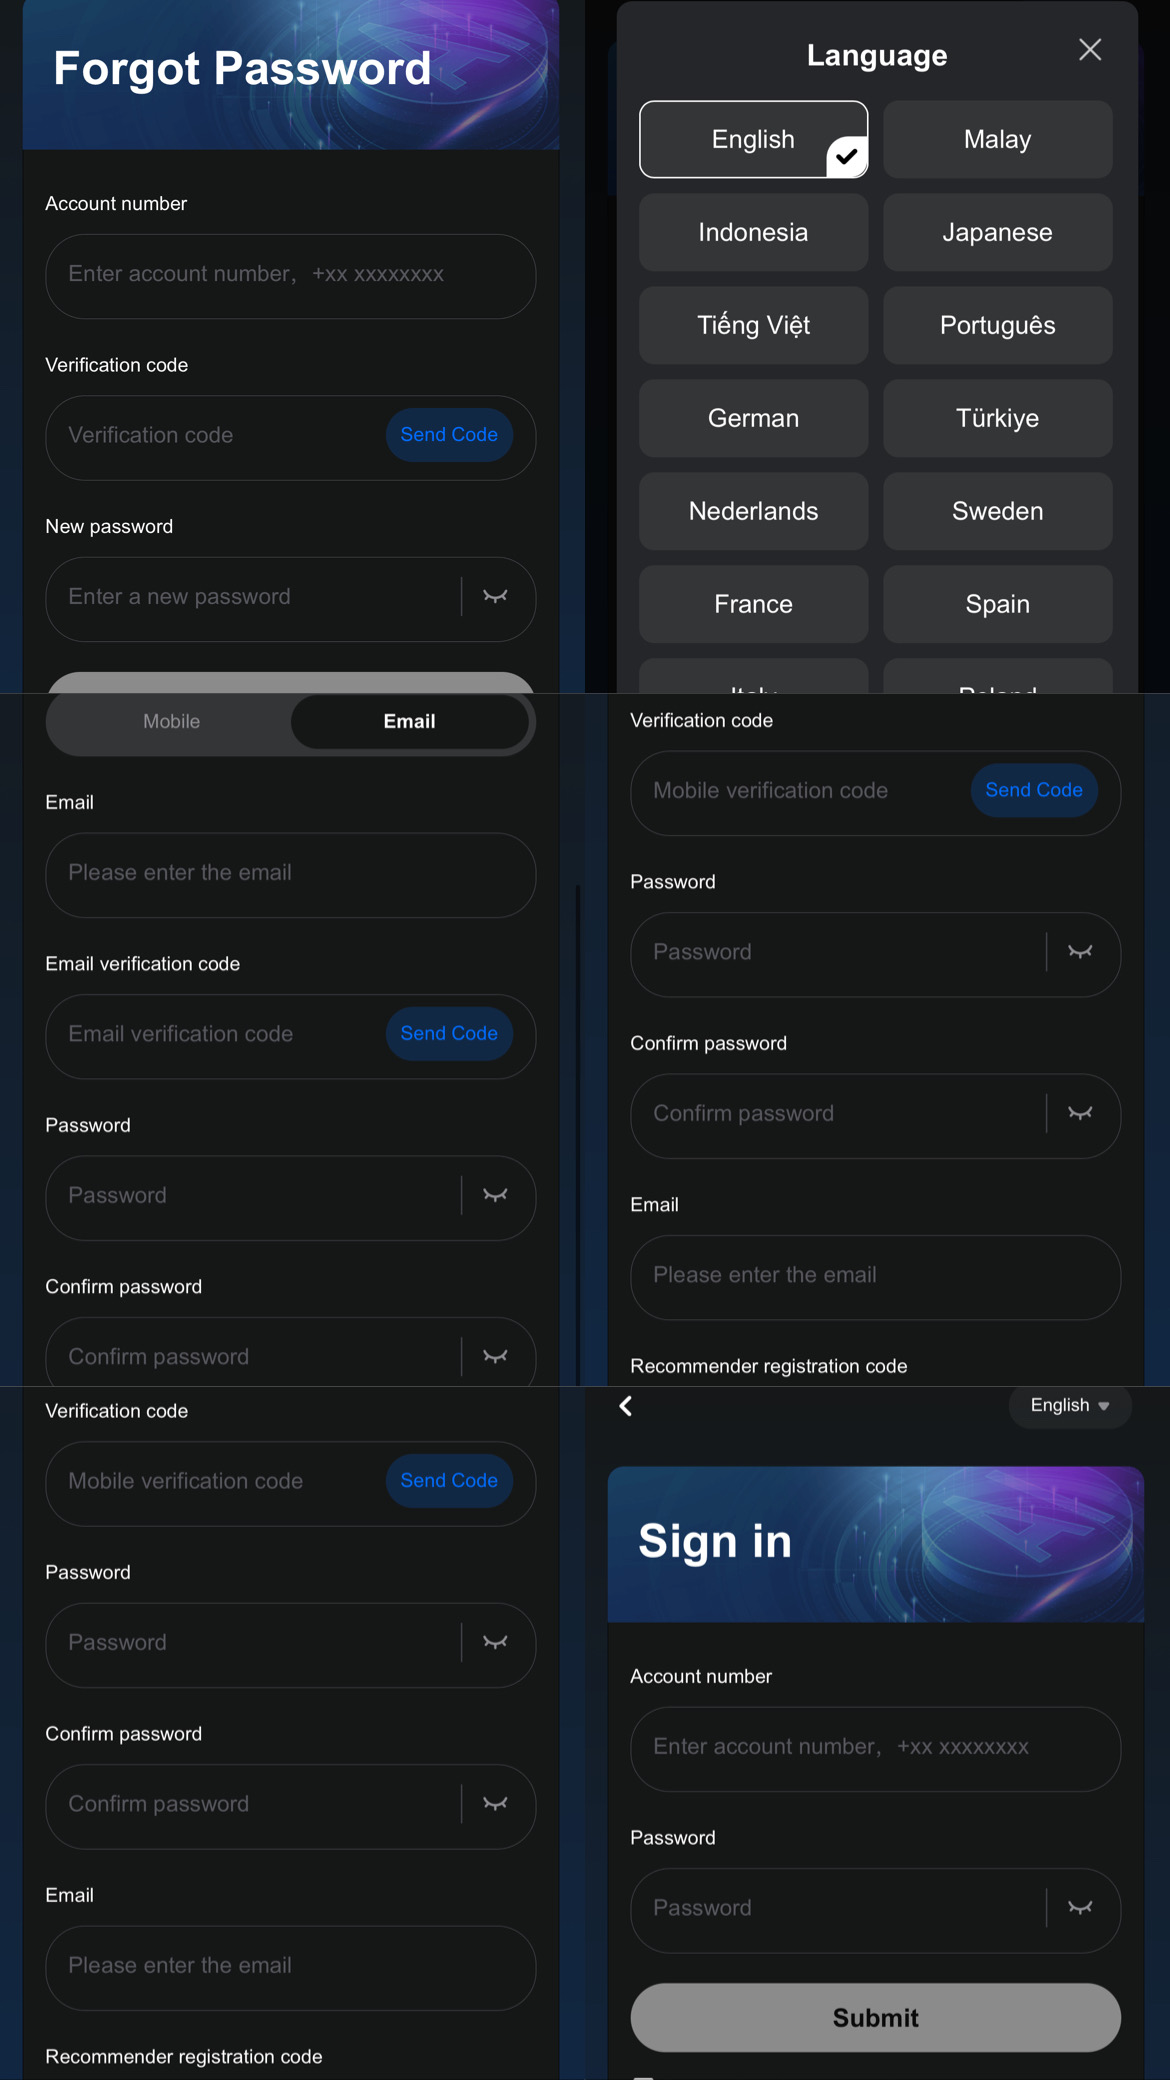 Forgot Password
Account number
Enter account number， +xx xxxxxxxx
Verification code
Verification code
Send Code
New password
Enter a new password
Language
English
Malay
Indonesia
Japanese
Tiếng Việt
Português
German
Türkiye
Nederlands
Sweden
France
Spain
Italy
Poland
Mobile
Email
Email
Please enter the email
Email verification code
Email verification code
Send Code
Password
Password
Confirm password
Confirm password
Verification code
Mobile verification code
Send Code
Password
Password
Confirm password
Confirm password
Email
Please enter the email
Recommender registration code
Verification code
Mobile verification code
Send Code
Password
Password
Confirm password
Confirm password
Email
Please enter the email
Recommender registration code
English
Sign in
Account number
Enter account number， +xx xxxxxxxx
Password
Password
Submit